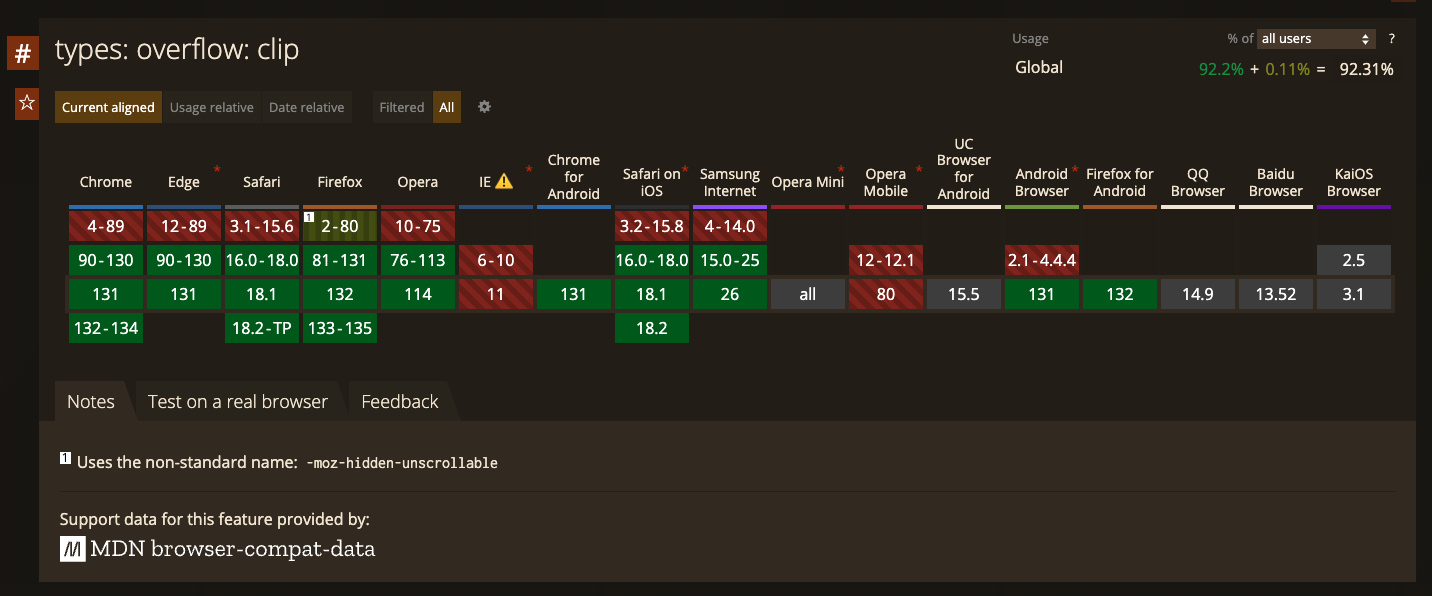 #
types: overflow: clip
Usage % of all users ?
Global 92.2% + 0.11% = 92.31%
☆
Current aligned Usage relative Date relative Filtered All
Chrome Edge * Safari Firefox Opera IE ⚠ * Chrome for Android Safari on iOS * Samsung Internet Opera Mini * Opera Mobile * UC Browser for Android Android Browser * Firefox for Android QQ Browser Baidu Browser KaiOS Browser
4-89 12-89 3.1-15.6 1 2-80 10-75 3.2-15.8 4-14.0
90-130 90-130 16.0-18.0 81-131 76-113 6-10 16.0-18.0 15.0-25 12-12.1 2.1-4.4.4 2.5
131 131 18.1 132 114 11 131 18.1 26 all 80 15.5 131 132 14.9 13.52 3.1
132-134 18.2-TP 133-135 18.2
Notes Test on a real browser Feedback
1 Uses the non-standard name: -moz-hidden-unscrollable
Support data for this feature provided by:
M MDN browser-compat-data